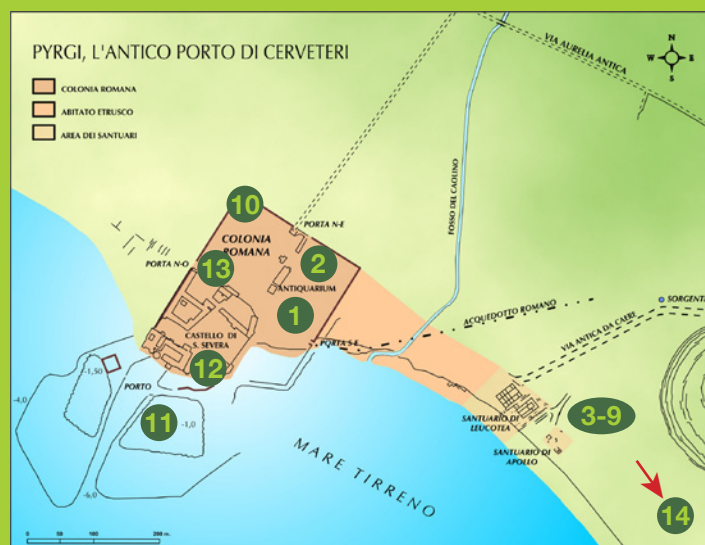 PYRGI, L'ANTICO PORTO DI CERVETERI
COLONIA ROMANA
ABITATO ETRUSCO
AREA DEI SANTUARI
VIA AURELIA ANTICA
N
W E
S
FOSSO DEL CAOLINO
10
PORTA N-E
COLONIA
ROMANA
2
PORTA N-O
13
ANTIQUARIUM
1
SORGENTE
ACQUEDOTTO ROMANO
VIA ANTICA DA CAERE
CASTELLO DI
S. SEVERA
PORTA S-E
12
-1,50
PORTO
-4,0
11
-1,0
3-9
SANTUARIO DI
LEUCOTEA
SANTUARIO DI
APOLLO
MARE TIRRENO
-6,0
14
0 50 100 200 m.